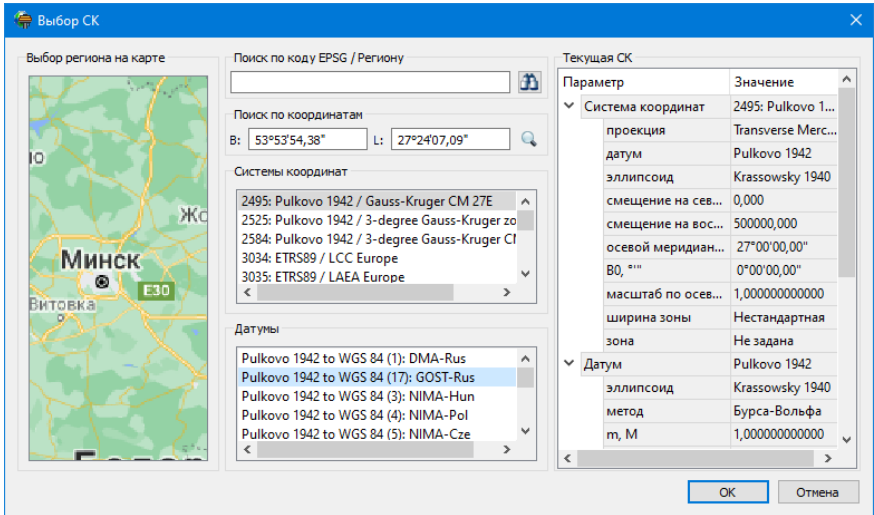 Выбор СК
Выбор региона на карте
Минск
E30
Витовка
Жо
Поиск по коду EPSG / Региону
Поиск по координатам
B: 53°53'54,38" L: 27°24'07,09"
Системы координат
2495: Pulkovo 1942 / Gauss-Kruger CM 27E
2525: Pulkovo 1942 / 3-degree Gauss-Kruger zo
2584: Pulkovo 1942 / 3-degree Gauss-Kruger CM
3034: ETRS89 / LCC Europe
3035: ETRS89 / LAEA Europe
Датумы
Pulkovo 1942 to WGS 84 (1): DMA-Rus
Pulkovo 1942 to WGS 84 (17): GOST-Rus
Pulkovo 1942 to WGS 84 (3): NIMA-Hun
Pulkovo 1942 to WGS 84 (4): NIMA-Pol
Pulkovo 1942 to WGS 84 (5): NIMA-Cze
Текущая СК
Параметр Значение
Система координат 2495: Pulkovo 1...
проекция Transverse Merc...
датум Pulkovo 1942
эллипсоид Krassowsky 1940
смещение на сев... 0,000
смещение на вос... 500000,000
осевой меридиан... 27°00'00,00"
B0, °'" 0°00'00,00"
масштаб по осев... 1,000000000000
ширина зоны Нестандартная
зона Не задана
Датум Pulkovo 1942
эллипсоид Krassowsky 1940
метод Бурса-Вольфа
m, М 1,000000000000
OK Отмена